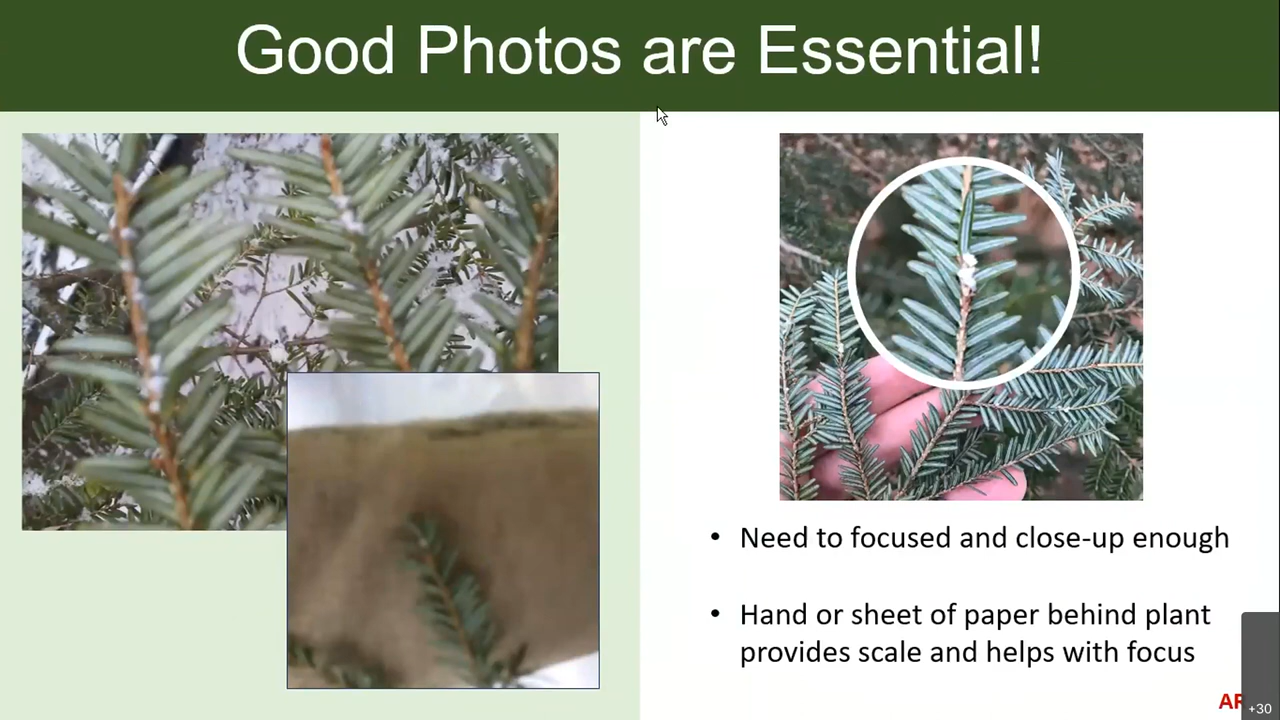 Good Photos are Essential!
• Need to focused and close-up enough
• Hand or sheet of paper behind plant
provides scale and helps with focus
+30